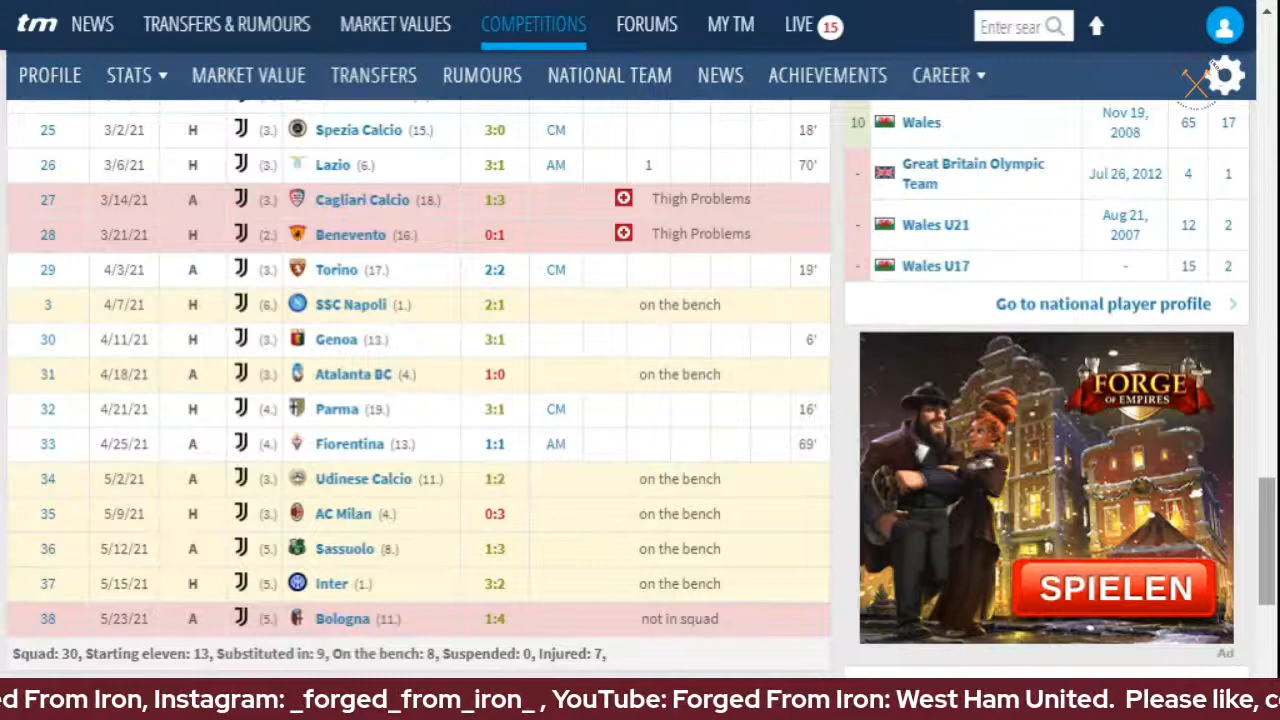 tm NEWS TRANSFERS & RUMOURS MARKET VALUES COMPETITIONS FORUMS MY TM LIVE 15 Enter sear
PROFILE STATS MARKET VALUE TRANSFERS RUMOURS NATIONAL TEAM NEWS ACHIEVEMENTS CAREER
25 3/2/21 H (3.) Spezia Calcio (15.) 3:0 CM 18'
26 3/6/21 H (3.) Lazio (6.) 3:1 AM 1 70'
27 3/14/21 A (3.) Cagliari Calcio (18.) 1:3 Thigh Problems
28 3/21/21 H (2.) Benevento (16.) 0:1 Thigh Problems
29 4/3/21 A (3.) Torino (17.) 2:2 CM 19'
3 4/7/21 H (6.) SSC Napoli (1.) 2:1 on the bench
30 4/11/21 H (3.) Genoa (13.) 3:1 6'
31 4/18/21 A (3.) Atalanta BC (4.) 1:0 on the bench
32 4/21/21 H (4.) Parma (19.) 3:1 CM 16'
33 4/25/21 A (4.) Fiorentina (13.) 1:1 AM 69'
34 5/2/21 A (3.) Udinese Calcio (11.) 1:2 on the bench
35 5/9/21 H (3.) AC Milan (4.) 0:3 on the bench
36 5/12/21 A (5.) Sassuolo (8.) 1:3 on the bench
37 5/15/21 H (5.) Inter (1.) 3:2 on the bench
38 5/23/21 A (5.) Bologna (11.) 1:4 not in squad
Squad: 30, Starting eleven: 13, Substituted in: 9, On the bench: 8, Suspended: 0, Injured: 7,
10 Wales Nov 19, 65 17
2008
Great Britain Olympic
- Jul 26, 2012 4 1
Team
- Wales U21 Aug 21, 12 2
2007
- Wales U17 - 15 2
Go to national player profile
FORGE
OF EMPIRES
SPIELEN
Ad
ed From Iron, Instagram: _forged_from_iron_ , YouTube: Forged From Iron: West Ham United. Please like, c